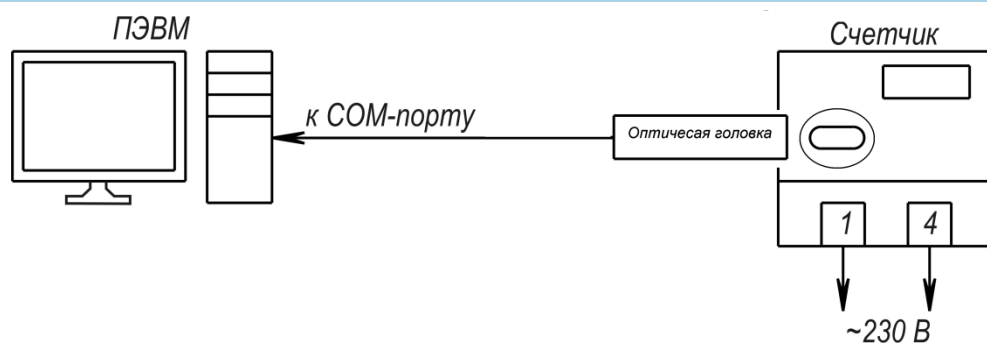 ПЭВМ
Счетчик
к COM-порту
Оптичесая головка
1
4
~230 В